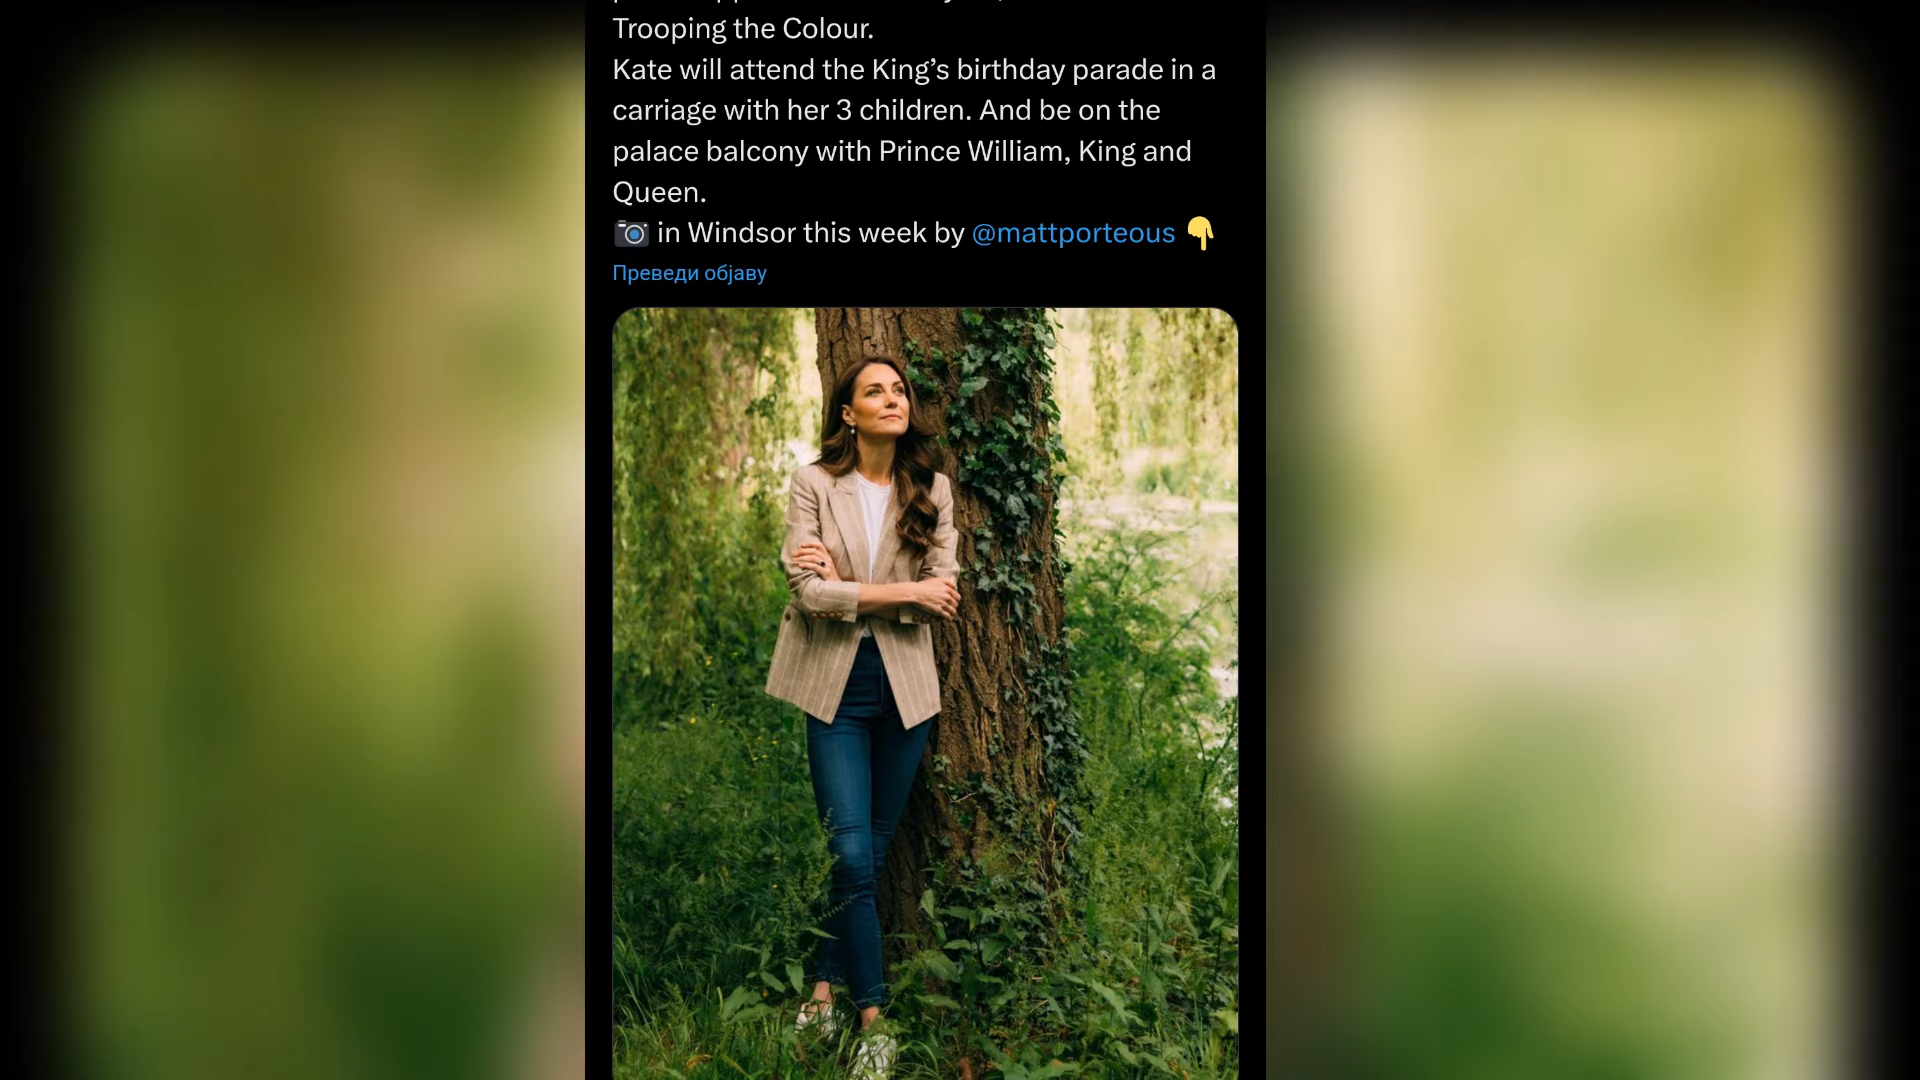 Trooping the Colour.
Kate will attend the King’s birthday parade in a
carriage with her 3 children. And be on the
palace balcony with Prince William, King and
Queen.
📷 in Windsor this week by @mattporteous 👇
Преведи објаву